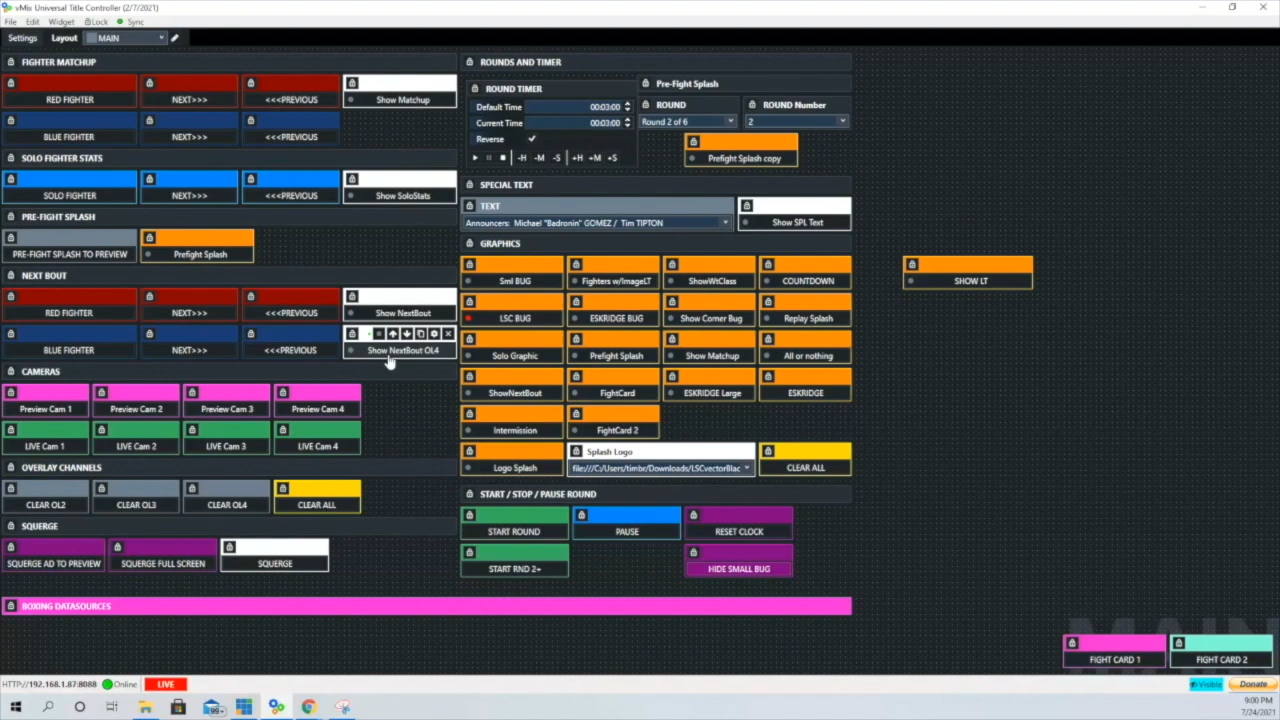 vMix Universal Title Controller (2/7/2021)
File Edit Widget Lock Sync
Settings Layout MAIN
FIGHTER MATCHUP
RED FIGHTER NEXT>>> <<<PREVIOUS Show Matchup
BLUE FIGHTER NEXT>>> <<<PREVIOUS
SOLO FIGHTER STATS
SOLO FIGHTER NEXT>>> <<<PREVIOUS Show SoloStats
PRE-FIGHT SPLASH
PRE-FIGHT SPLASH TO PREVIEW Prefight Splash
NEXT BOUT
RED FIGHTER NEXT>>> <<<PREVIOUS Show NextBout
BLUE FIGHTER NEXT>>> <<<PREVIOUS Show NextBout OL4
CAMERAS
Preview Cam 1 Preview Cam 2 Preview Cam 3 Preview Cam 4
LIVE Cam 1 LIVE Cam 2 LIVE Cam 3 LIVE Cam 4
OVERLAY CHANNELS
CLEAR OL2 CLEAR OL3 CLEAR OL4 CLEAR ALL
SQUERGE
SQUERGE AD TO PREVIEW SQUERGE FULL SCREEN SQUERGE
BOXING DATASOURCES
ROUNDS AND TIMER
ROUND TIMER
Default Time 00:03:00
Current Time 00:03:00
Reverse
-H -M -S +H +M +S
Pre-Fight Splash
ROUND ROUND Number
Round 2 of 6 2
Prefight Splash copy
SPECIAL TEXT
TEXT
Announcers: Michael "Badronin" GOMEZ / Tim TIPTON Show SPL Text
GRAPHICS
Sml BUG Fighters w/ImageLT ShowWtClass COUNTDOWN
LSC BUG ESKRIDGE BUG Show Corner Bug Replay Splash
Solo Graphic Prefight Splash Show Matchup All or nothing
ShowNextBout FightCard ESKRIDGE Large ESKRIDGE
Intermission FightCard 2
Splash Logo
Logo Splash file:///C:/Users/timbr/Downloads/LSCvectorBlac CLEAR ALL
START / STOP / PAUSE ROUND
START ROUND PAUSE RESET CLOCK
START RND 2+ HIDE SMALL BUG
SHOW LT
MAIN
FIGHT CARD 1 FIGHT CARD 2
HTTP://192.168.1.87:8088 Online LIVE Visible Donate
99+
9:00 PM
7/24/2021